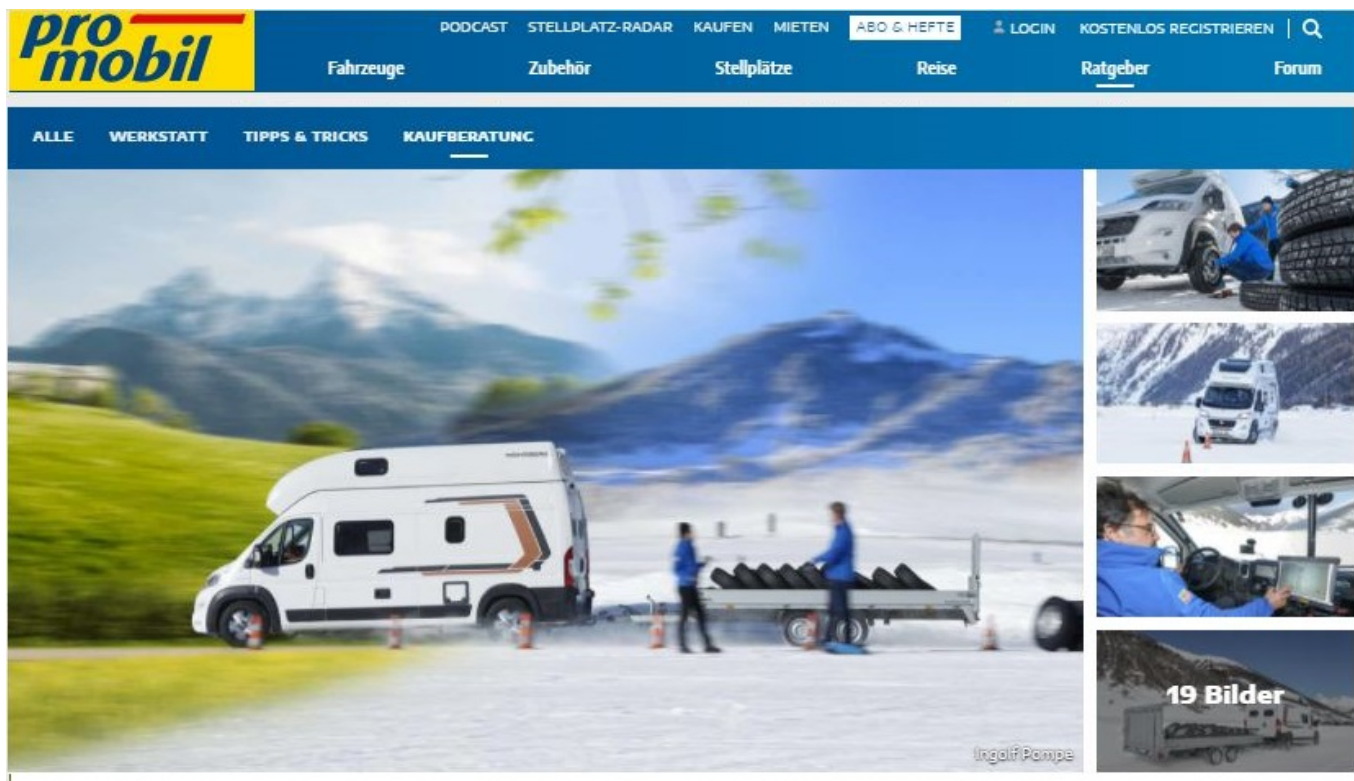 pro mobil
PODCAST STELLPLATZ-RADAR KAUFEN MIETEN ABO & HEFTE LOGIN KOSTENLOS REGISTRIEREN
Fahrzeuge Zubehör Stellplätze Reise Ratgeber Forum
ALLE WERKSTATT TIPPS & TRICKS KAUFBERATUNG
19 Bilder
Ingolf Pompe